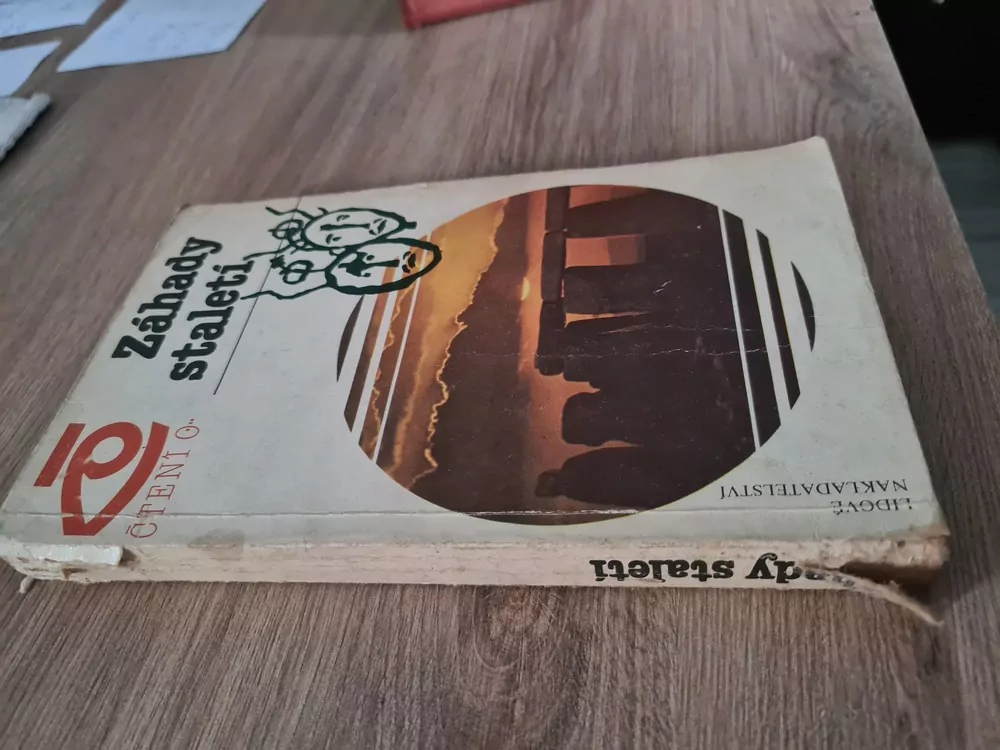 Záhady
staletí
ČTENÍ O...
LIDOVÉ
NAKLADATELSTVÍ
staletí